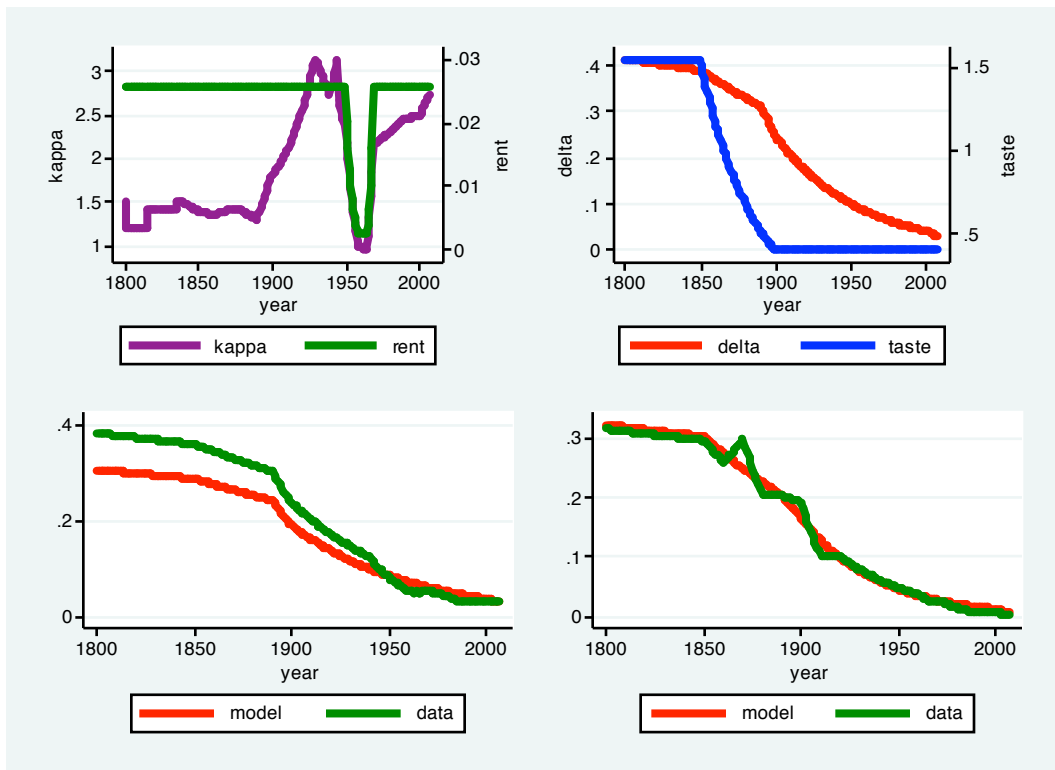 kappa
3
2.5
2
1.5
1
.03
.02
.01
0
rent
1800 1850 1900 1950 2000
year
kappa rent
delta
.4
.3
.2
.1
0
1.5
1
.5
taste
1800 1850 1900 1950 2000
year
delta taste
.4
.2
0
1800 1850 1900 1950 2000
year
model data
.3
.2
.1
0
1800 1850 1900 1950 2000
year
model data